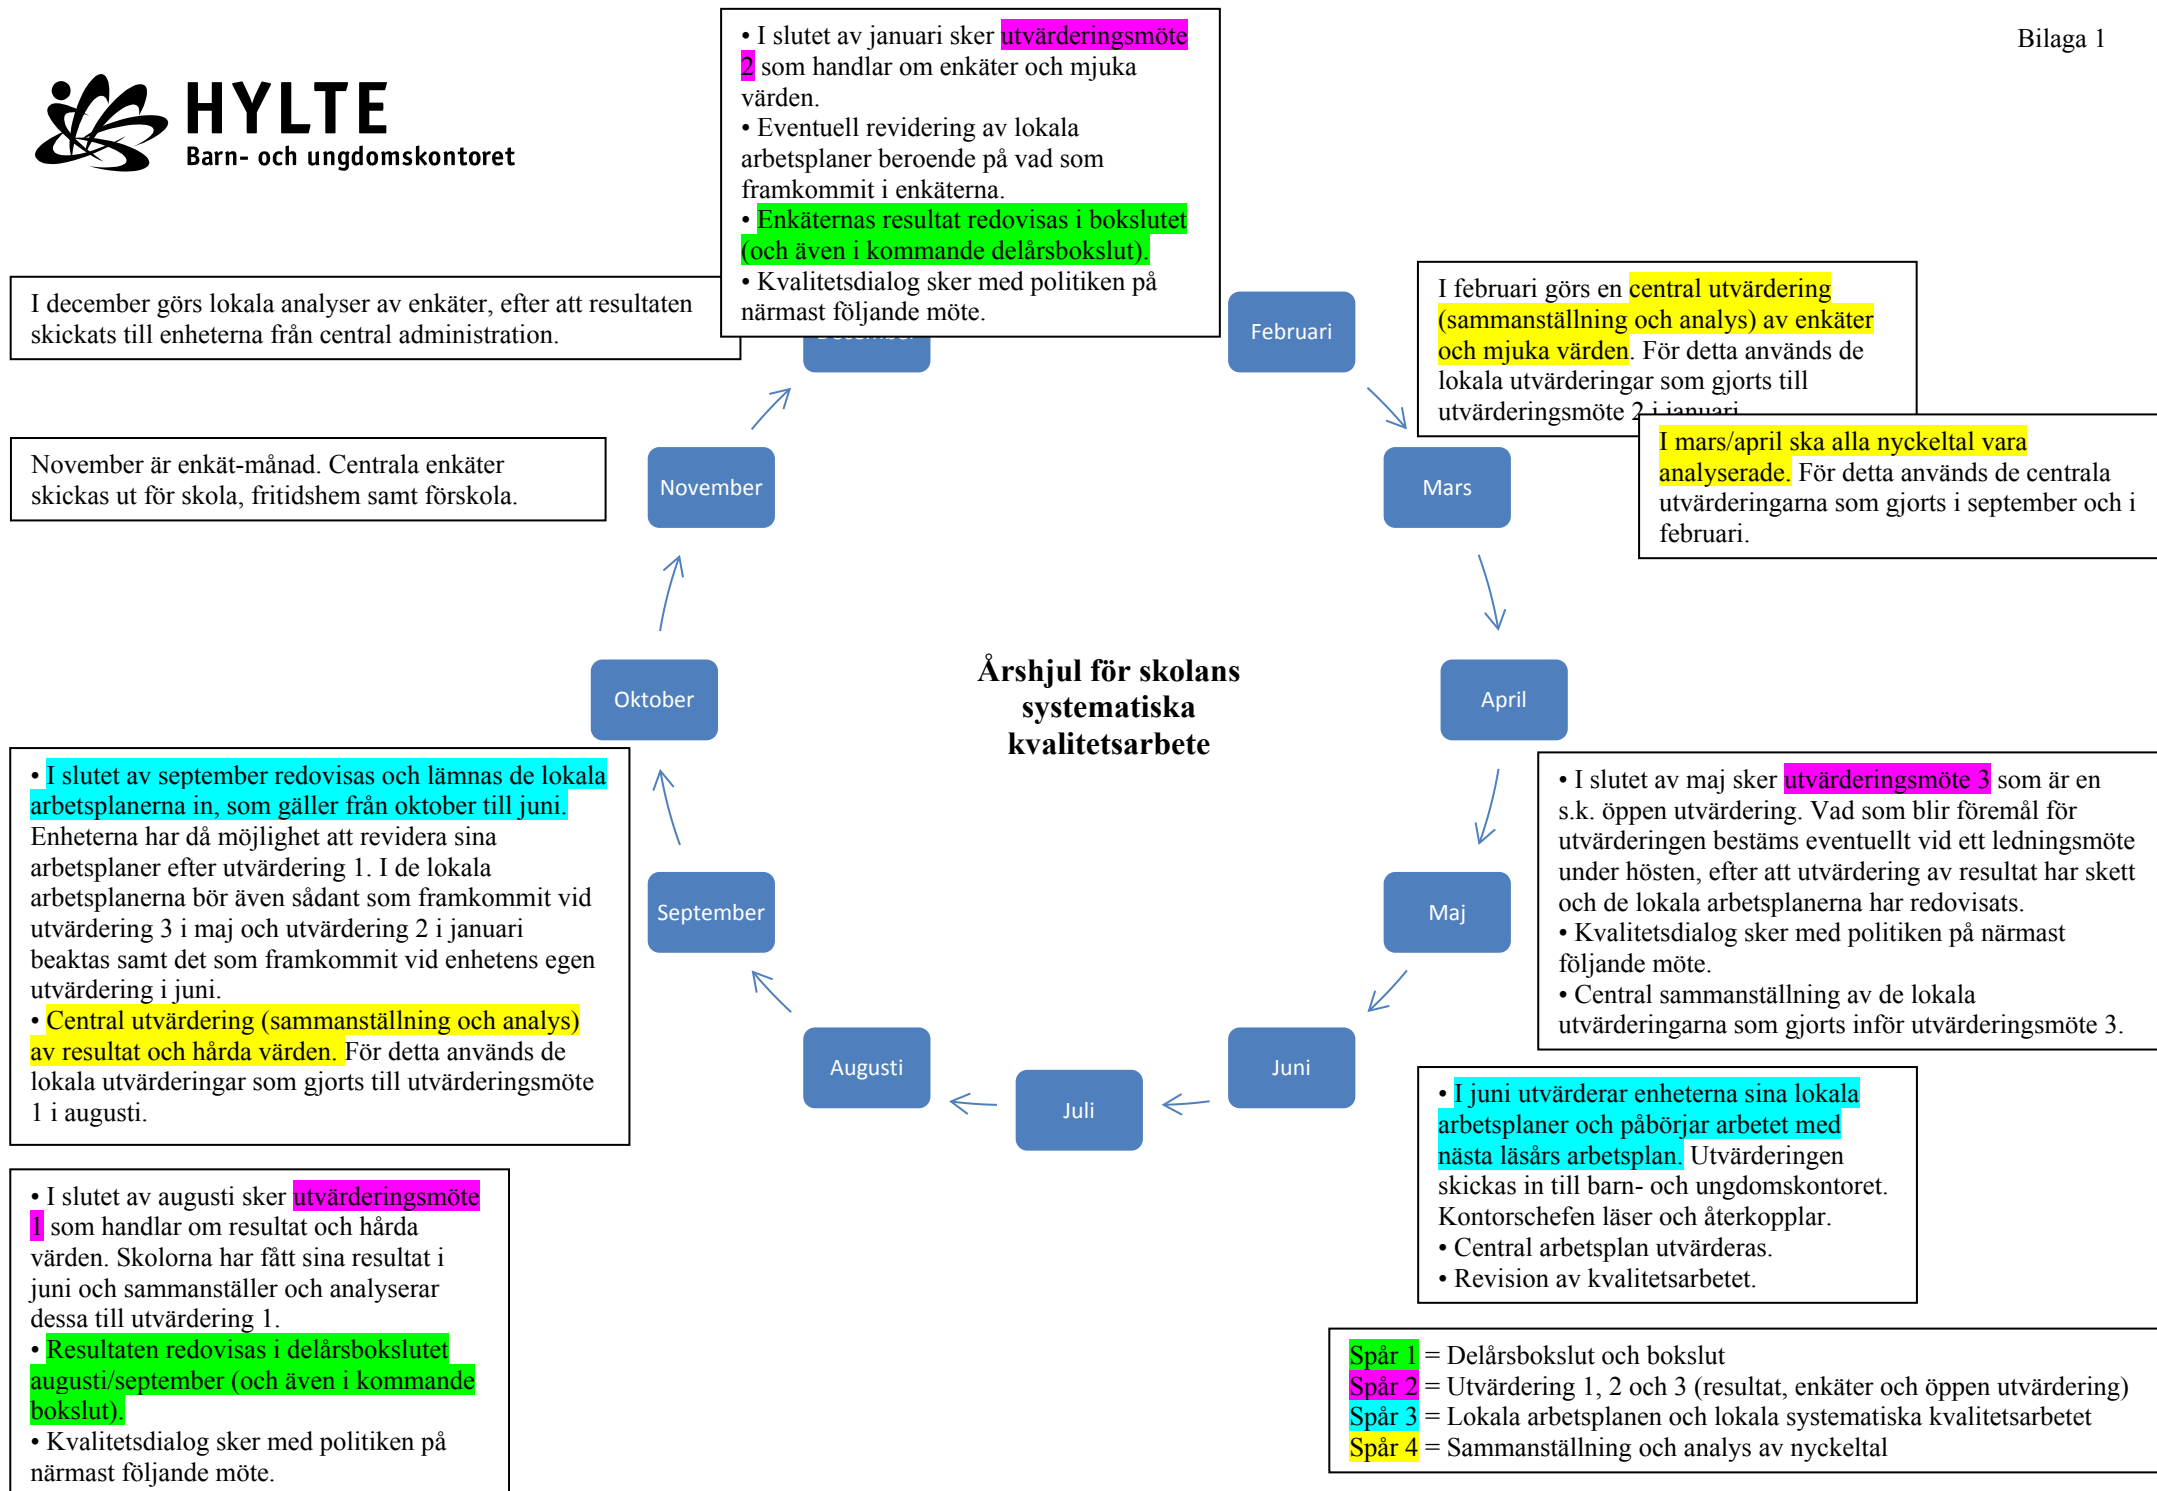 Bilaga 1
HYLTE
Barn- och ungdomskontoret
• I slutet av januari sker utvärderingsmöte
2 som handlar om enkäter och mjuka
värden.
• Eventuell revidering av lokala
arbetsplaner beroende på vad som
framkommit i enkäterna.
• Enkäternas resultat redovisas i bokslutet
(och även i kommande delårsbokslut).
• Kvalitetsdialog sker med politiken på
närmast följande möte.
I december görs lokala analyser av enkäter, efter att resultaten
skickats till enheterna från central administration.
December
Februari
I februari görs en central utvärdering
(sammanställning och analys) av enkäter
och mjuka värden. För detta används de
lokala utvärderingar som gjorts till
utvärderingsmöte 2 i januari
I mars/april ska alla nyckeltal vara
analyserade. För detta används de centrala
utvärderingarna som gjorts i september och i
februari.
November är enkät-månad. Centrala enkäter
skickas ut för skola, fritidshem samt förskola.
November
Mars
Årshjul för skolans
systematiska
kvalitetsarbete
Oktober
April
• I slutet av september redovisas och lämnas de lokala
arbetsplanerna in, som gäller från oktober till juni.
Enheterna har då möjlighet att revidera sina
arbetsplaner efter utvärdering 1. I de lokala
arbetsplanerna bör även sådant som framkommit vid
utvärdering 3 i maj och utvärdering 2 i januari
beaktas samt det som framkommit vid enhetens egen
utvärdering i juni.
• Central utvärdering (sammanställning och analys)
av resultat och hårda värden. För detta används de
lokala utvärderingar som gjorts till utvärderingsmöte
1 i augusti.
September
Maj
• I slutet av maj sker utvärderingsmöte 3 som är en
s.k. öppen utvärdering. Vad som blir föremål för
utvärderingen bestäms eventuellt vid ett ledningsmöte
under hösten, efter att utvärdering av resultat har skett
och de lokala arbetsplanerna har redovisats.
• Kvalitetsdialog sker med politiken på närmast
följande möte.
• Central sammanställning av de lokala
utvärderingarna som gjorts inför utvärderingsmöte 3.
Augusti
Juli
Juni
• I juni utvärderar enheterna sina lokala
arbetsplaner och påbörjar arbetet med
nästa läsårs arbetsplan. Utvärderingen
skickas in till barn- och ungdomskontoret.
Kontorschefen läser och återkopplar.
• Central arbetsplan utvärderas.
• Revision av kvalitetsarbetet.
• I slutet av augusti sker utvärderingsmöte
1 som handlar om resultat och hårda
värden. Skolorna har fått sina resultat i
juni och sammanställer och analyserar
dessa till utvärdering 1.
• Resultaten redovisas i delårsbokslutet
augusti/september (och även i kommande
bokslut).
• Kvalitetsdialog sker med politiken på
närmast följande möte.
Spår 1 = Delårsbokslut och bokslut
Spår 2 = Utvärdering 1, 2 och 3 (resultat, enkäter och öppen utvärdering)
Spår 3 = Lokala arbetsplanen och lokala systematiska kvalitetsarbetet
Spår 4 = Sammanställning och analys av nyckeltal